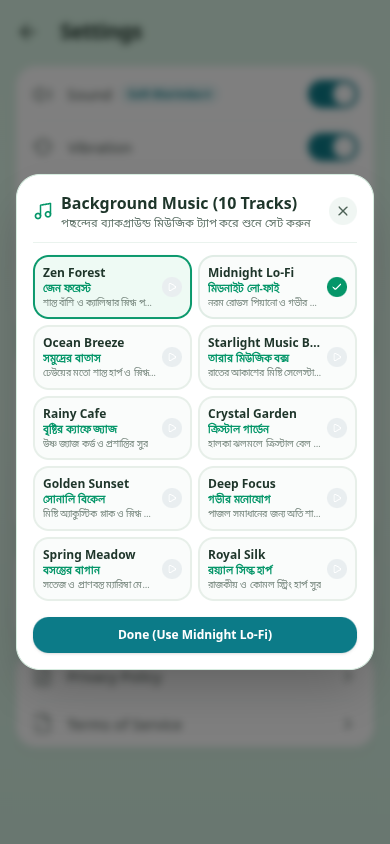 Settings
Sound
Vibration
Background Music (10 Tracks)
পছন্দের ব্যাকগ্রাউন্ড মিউজিক ট্যাপ করে শুনে সেট করুন
Zen Forest
জেন ফরেস্ট
শান্ত বাঁশি ও ক্যালিম্বার স্নিগ্ধ প...
Midnight Lo-Fi
মিডনাইট লো-ফাই
নরম রোডস পিয়ানো ও গভীর ...
Ocean Breeze
সমুদ্রের বাতাস
ঢেউয়ের মতো শান্ত হার্প ও স্নিগ্ধ...
Starlight Music B...
তারার মিউজিক বক্স
রাতের আকাশের মিষ্টি সেলেস্টা...
Rainy Cafe
বৃষ্টির ক্যাফে জ্যাজ
উষ্ণ জ্যাজ কর্ড ও প্রশান্তির সুর
Crystal Garden
ক্রিস্টাল গার্ডেন
হালকা ঝলমলে ক্রিস্টাল বেল ...
Golden Sunset
সোনালি বিকেল
মিষ্টি অ্যাকুস্টিক প্লাক ও স্নিগ্ধ ...
Deep Focus
গভীর মনোযোগ
পাজল সমাধানের জন্য অতি শা...
Spring Meadow
বসন্তের বাগান
সতেজ ও প্রাণবন্ত ম্যারিম্বা মে...
Royal Silk
রয়্যাল সিল্ক হার্প
রাজকীয় ও কোমল স্ট্রিং হার্প সুর
Done (Use Midnight Lo-Fi)
Privacy Policy
Terms of Service